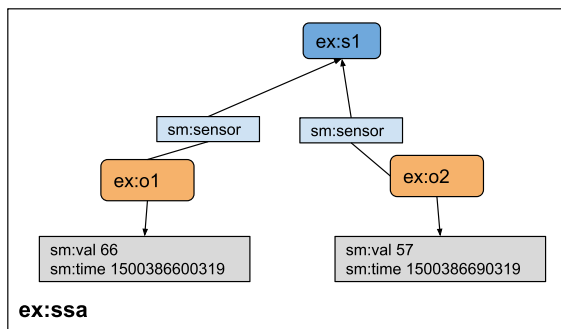 ex:s1
sm:sensor
sm:sensor
ex:o1
ex:o2
sm:val 66
sm:time 1500386600319
sm:val 57
sm:time 1500386690319
ex:ssa